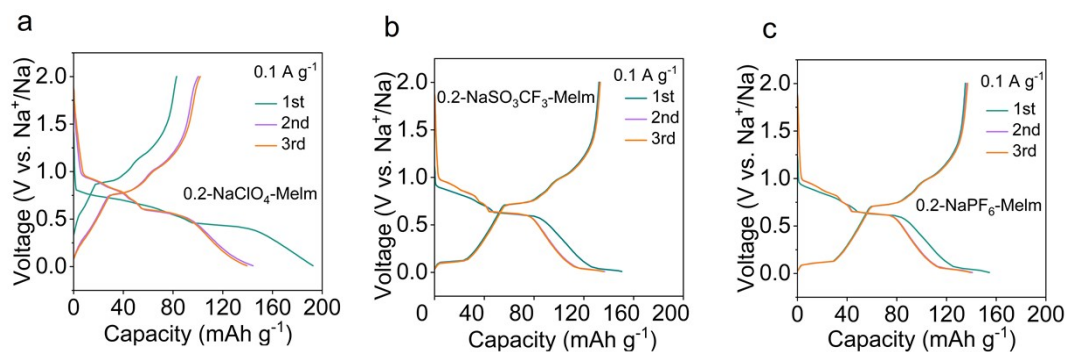 a
Voltage (V vs. Na⁺/Na)
2.0
1.5
1.0
0.5
0.0
0.1 A g⁻¹
1st
2nd
3rd
0.2-NaClO₄-MeIm
0 40 80 120 160 200
Capacity (mAh g⁻¹)
b
Voltage (V vs. Na⁺/Na)
2.0
1.5
1.0
0.5
0.0
0.1 A g⁻¹
0.2-NaSO₃CF₃-MeIm
1st
2nd
3rd
0 40 80 120 160 200
Capacity (mAh g⁻¹)
c
Voltage (V vs. Na⁺/Na)
2.0
1.5
1.0
0.5
0.0
0.1 A g⁻¹
1st
2nd
3rd
0.2-NaPF₆-MeIm
0 40 80 120 160 200
Capacity (mAh g⁻¹)